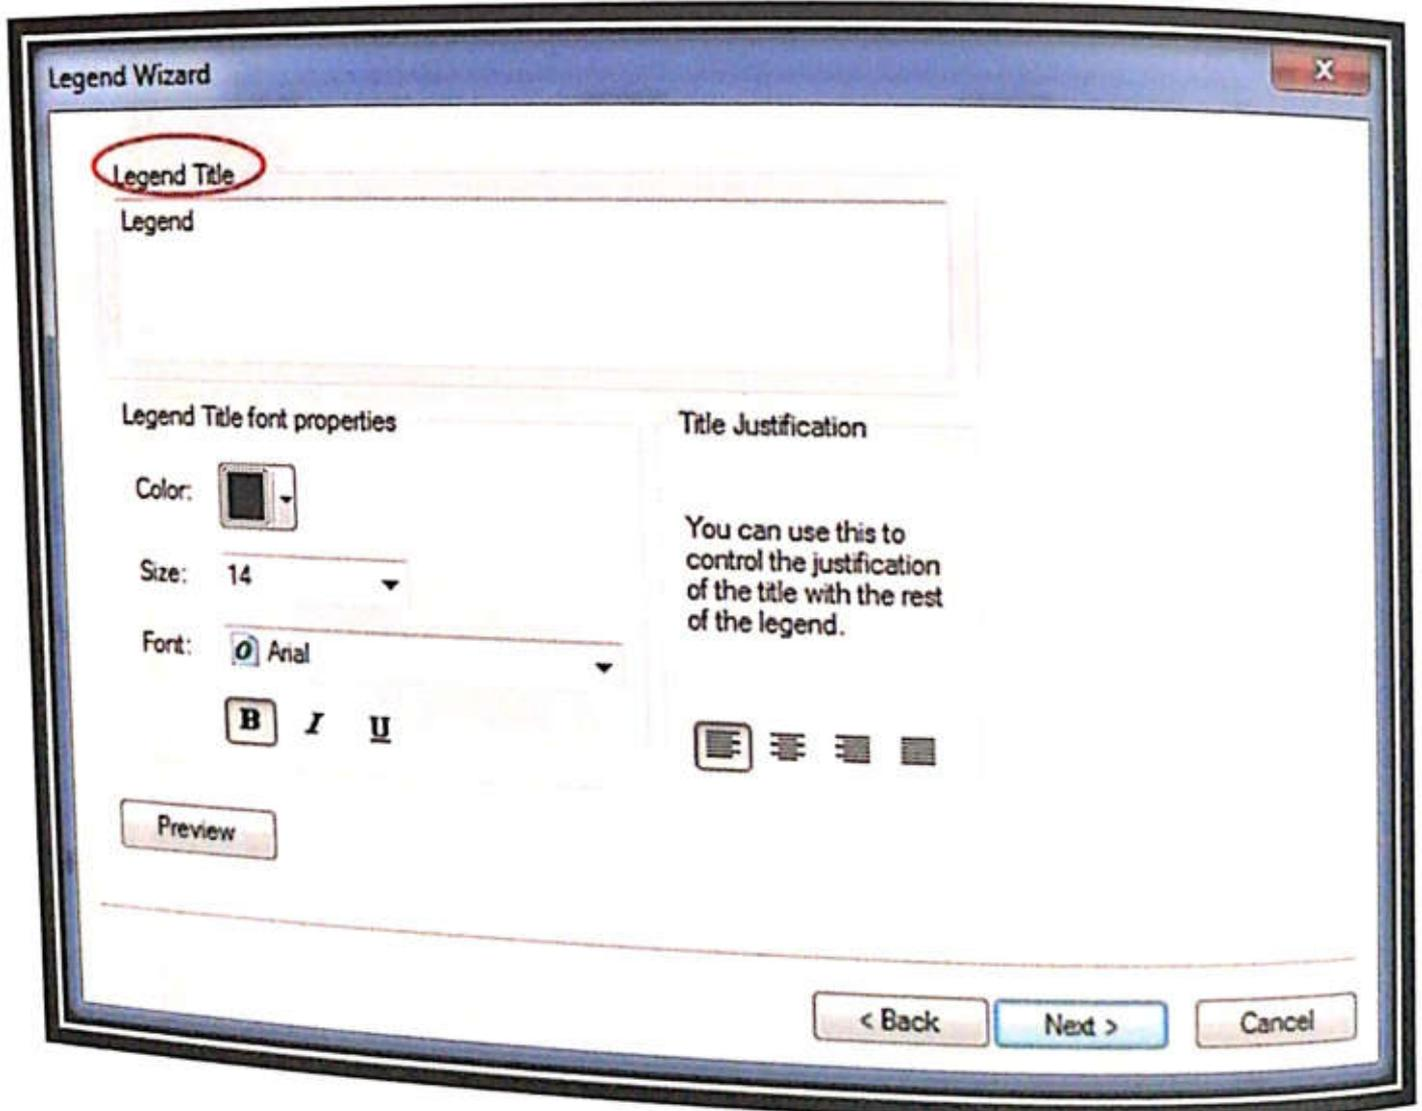 Legend Wizard
x
Legend Title
Legend
Legend Title font properties
Title Justification
Color:
You can use this to
control the justification
of the title with the rest
of the legend.
Size: 14
Font: O Arial
B I U
Preview
< Back Next > Cancel